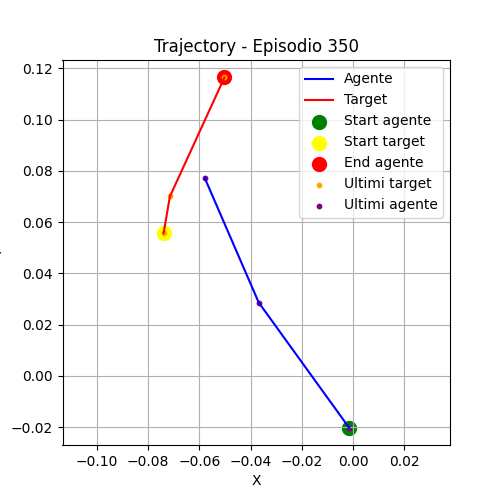 Trajectory - Episodio 350
0.12
0.10
0.08
0.06
0.04
0.02
0.00
−0.02
Agente
Target
Start agente
Start target
End agente
Ultimi target
Ultimi agente
−0.10 −0.08 −0.06 −0.04 −0.02 0.00 0.02
X